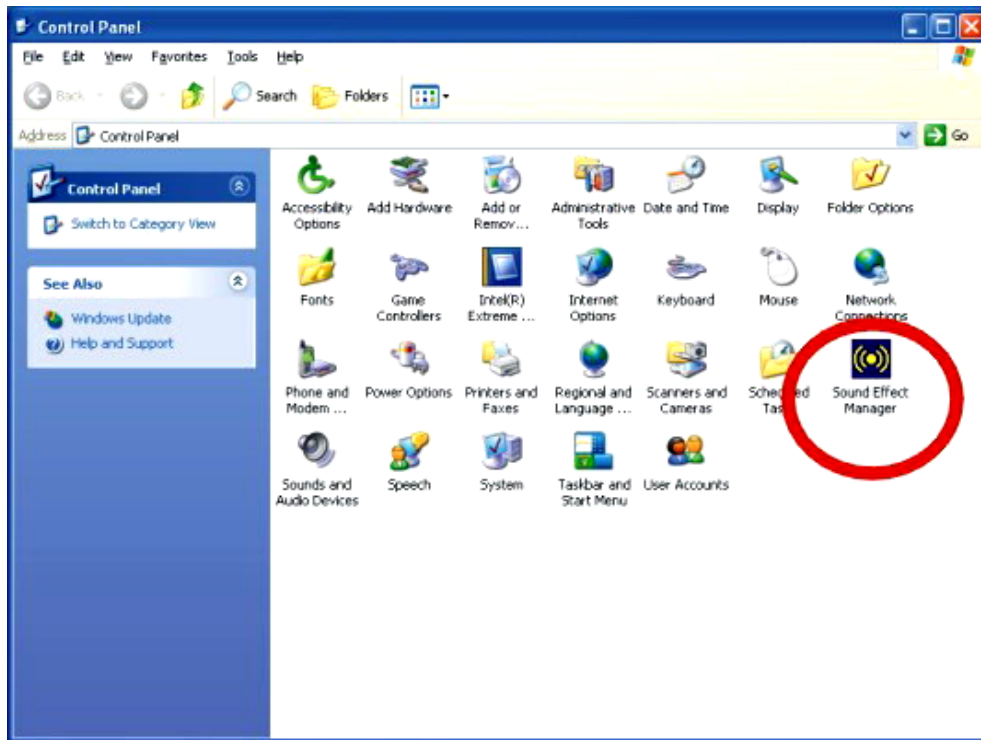 Control Panel
File Edit View Favorites Tools Help
Back Search Folders
Address Control Panel Go
Control Panel
Switch to Category View
See Also
Windows Update
Help and Support
Accessibility Add Hardware Add or Administrative Date and Time Display Folder Options
Options Remov... Tools
Fonts Game Intel(R) Internet Keyboard Mouse Network
Controllers Extreme ... Options Connections
Phone and Power Options Printers and Regional and Scanners and Scheduled Sound Effect
Modem ... Faxes Language ... Cameras Manager
Sounds and Speech System Taskbar and User Accounts
Audio Devices Start Menu